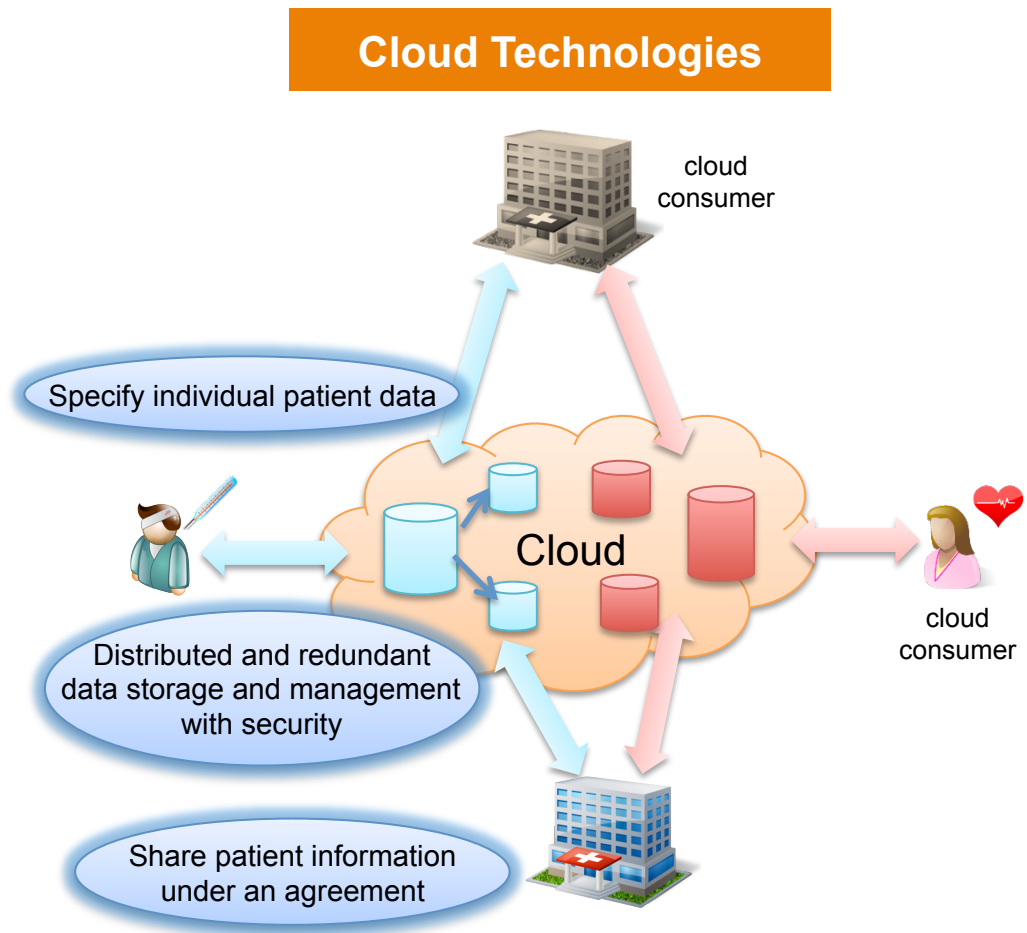 Cloud Technologies
cloud
consumer
Specify individual patient data
Cloud
cloud
consumer
Distributed and redundant
data storage and management
with security
Share patient information
under an agreement